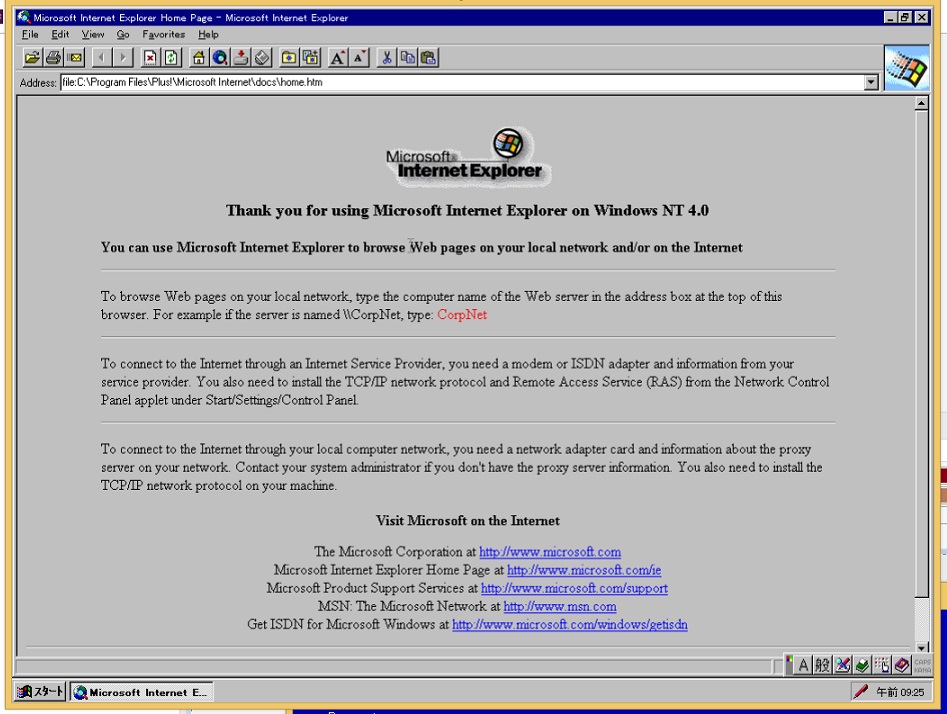 Microsoft Internet Explorer Home Page - Microsoft Internet Explorer
File Edit View Go Favorites Help
Address: file:C:\Program Files\Plus!\Microsoft Internet\docs\home.htm
Microsoft®
Internet Explorer
Thank you for using Microsoft Internet Explorer on Windows NT 4.0
You can use Microsoft Internet Explorer to browse Web pages on your local network and/or on the Internet
To browse Web pages on your local network, type the computer name of the Web server in the address box at the top of this
browser. For example if the server is named \\CorpNet, type: CorpNet
To connect to the Internet through an Internet Service Provider, you need a modem or ISDN adapter and information from your
service provider. You also need to install the TCP/IP network protocol and Remote Access Service (RAS) from the Network Control
Panel applet under Start/Settings/Control Panel.
To connect to the Internet through your local computer network, you need a network adapter card and information about the proxy
server on your network. Contact your system administrator if you don't have the proxy server information. You also need to install the
TCP/IP network protocol on your machine.
Visit Microsoft on the Internet
The Microsoft Corporation at http://www.microsoft.com
Microsoft Internet Explorer Home Page at http://www.microsoft.com/ie
Microsoft Product Support Services at http://www.microsoft.com/support
MSN: The Microsoft Network at http://www.msn.com
Get ISDN for Microsoft Windows at http://www.microsoft.com/windows/getisdn
A 般 CAPS
KANA
スタート Microsoft Internet E... 午前 09:25